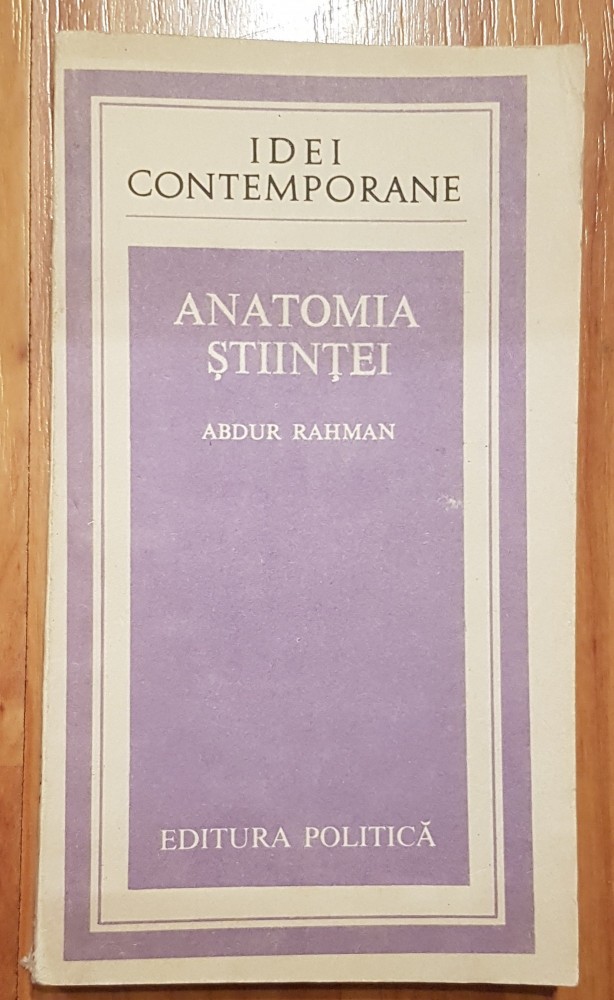 IDEI
CONTEMPORANE
ANATOMIA
ȘTIINȚEI
ABDUR RAHMAN
EDITURA POLITICĂ